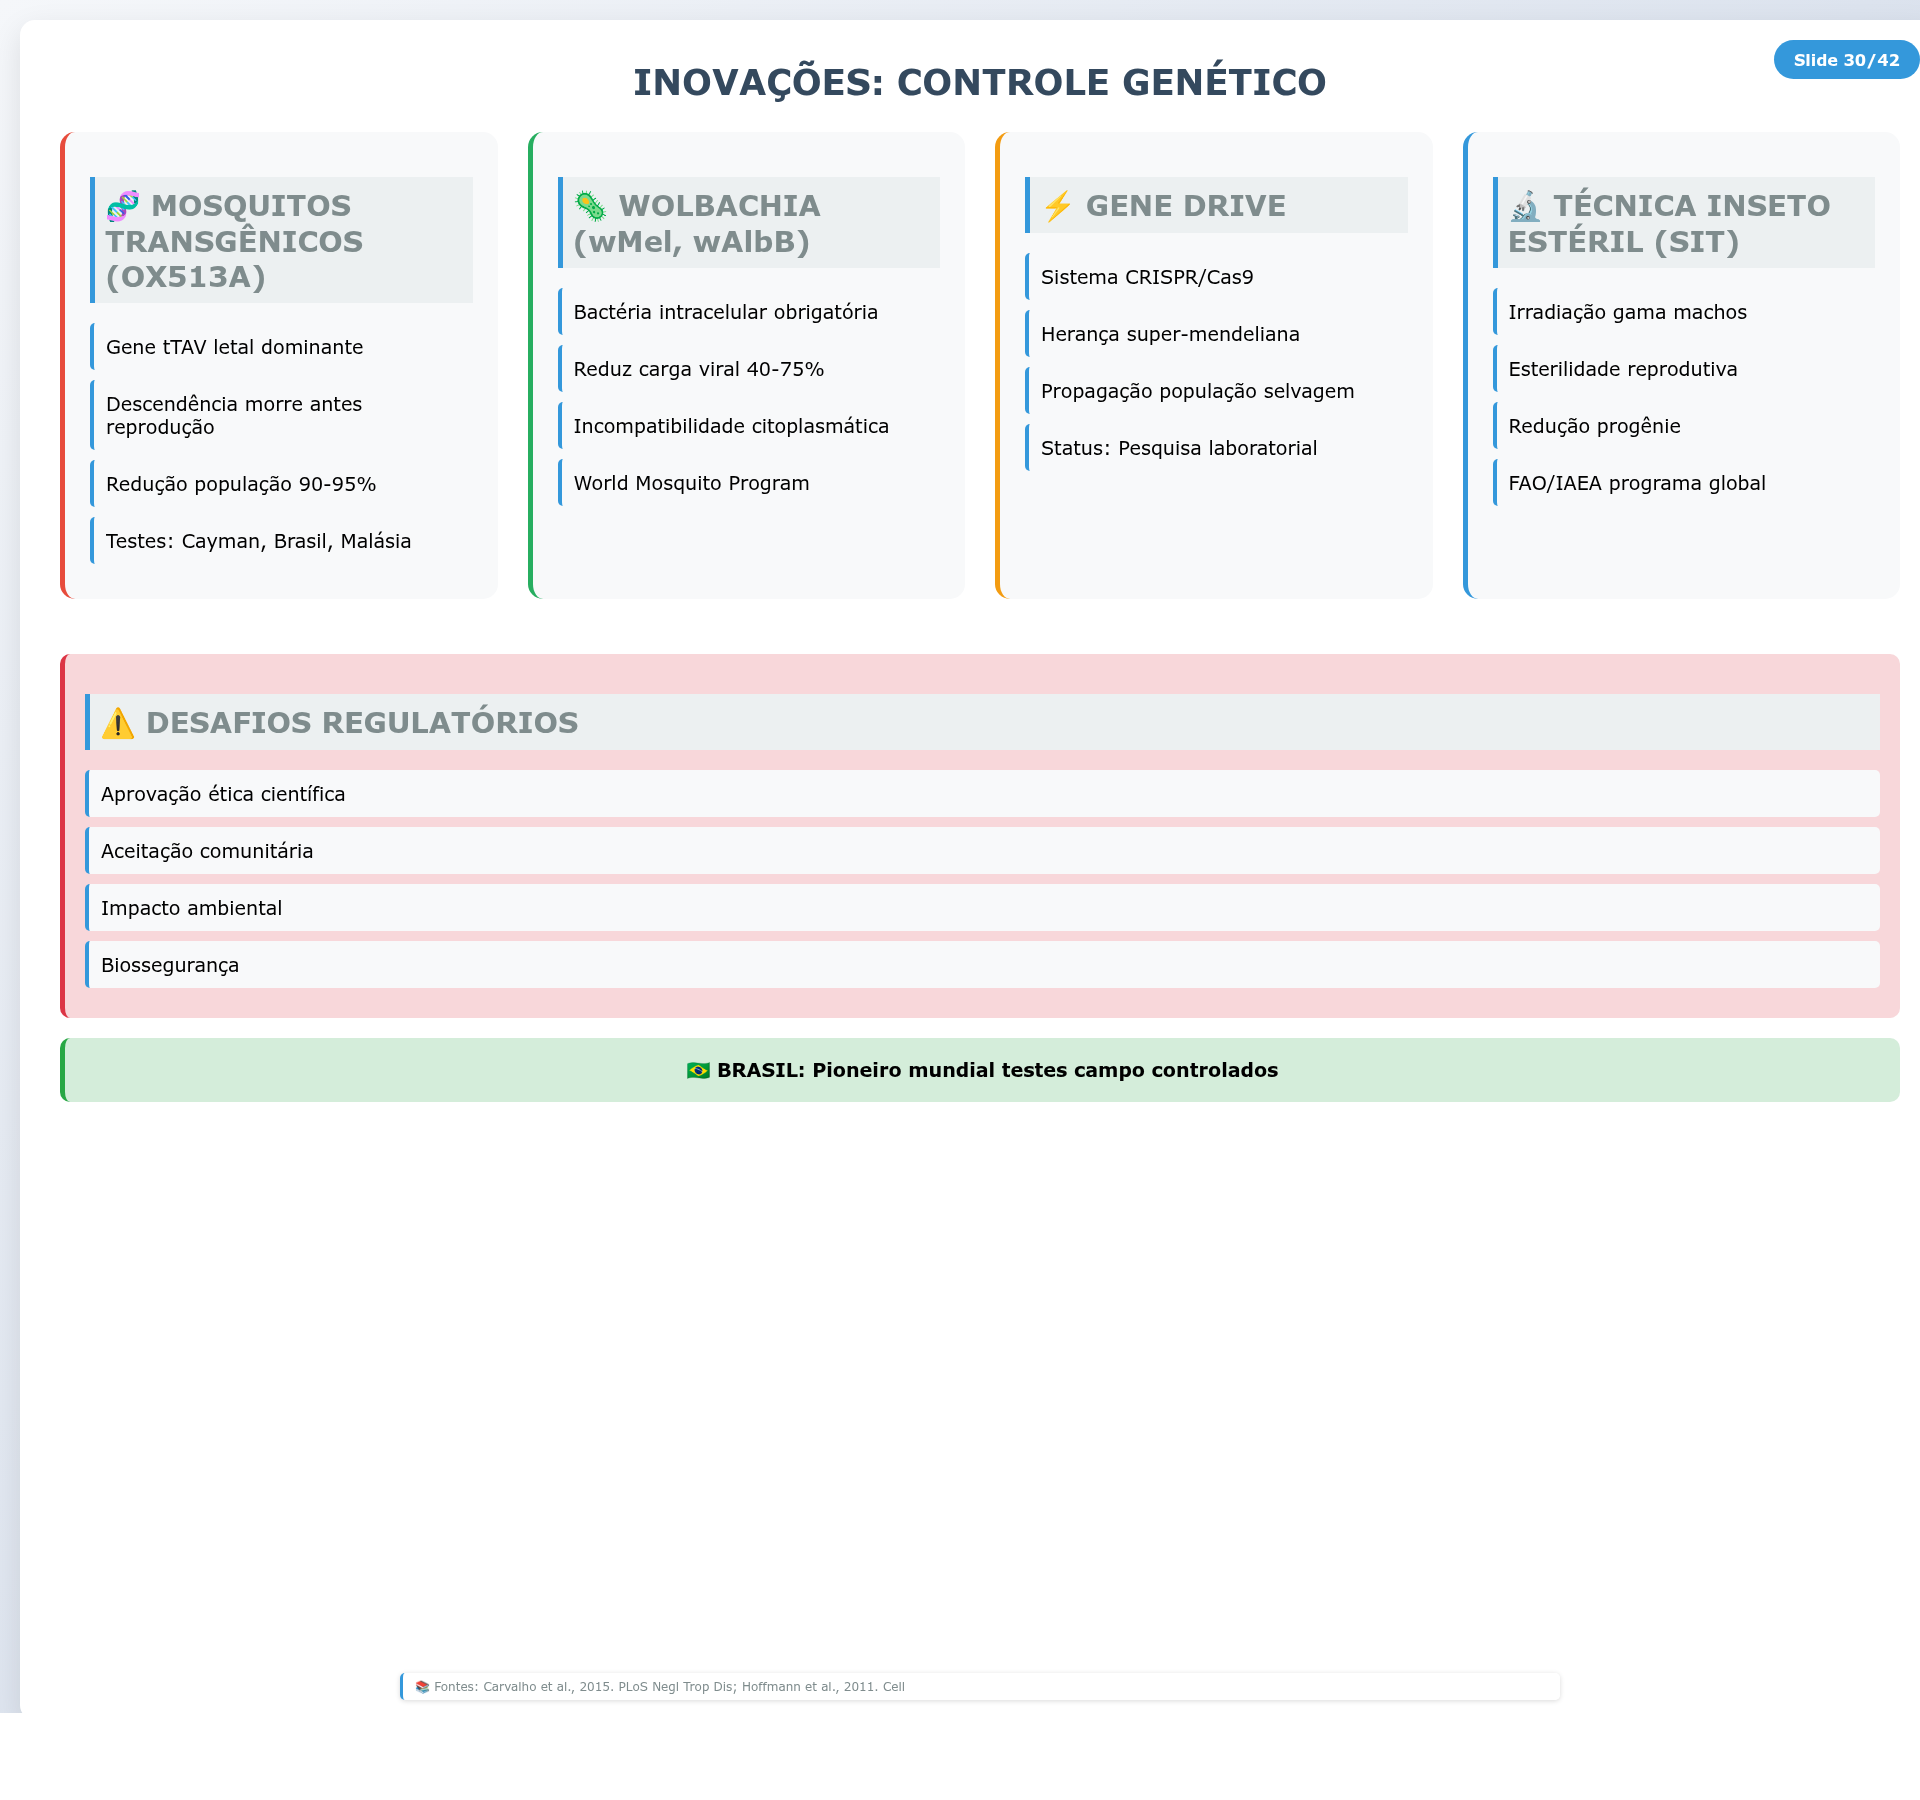 Slide 30/42
INOVAÇÕES: CONTROLE GENÉTICO
🧬 MOSQUITOS
TRANSGÊNICOS
(OX513A)
Gene tTAV letal dominante
Descendência morre antes
reprodução
Redução população 90-95%
Testes: Cayman, Brasil, Malásia
🦠 WOLBACHIA
(wMel, wAlbB)
Bactéria intracelular obrigatória
Reduz carga viral 40-75%
Incompatibilidade citoplasmática
World Mosquito Program
⚡ GENE DRIVE
Sistema CRISPR/Cas9
Herança super-mendeliana
Propagação população selvagem
Status: Pesquisa laboratorial
🔬 TÉCNICA INSETO
ESTÉRIL (SIT)
Irradiação gama machos
Esterilidade reprodutiva
Redução progênie
FAO/IAEA programa global
⚠️ DESAFIOS REGULATÓRIOS
Aprovação ética científica
Aceitação comunitária
Impacto ambiental
Biossegurança
🇧🇷 BRASIL: Pioneiro mundial testes campo controlados
📚 Fontes: Carvalho et al., 2015. PLoS Negl Trop Dis; Hoffmann et al., 2011. Cell